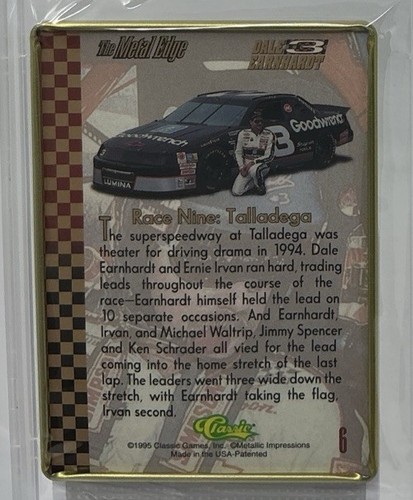 The Metal Edge
DALE 3
EARNHARDT
Goodwrench
Goodwrench
3
LUMINA
Race Nine: Talladega
The superspeedway at Talladega was
theater for driving drama in 1994. Dale
Earnhardt and Ernie Irvan ran hard, trading
leads throughout the course of the
race—Earnhardt himself held the lead on
10 separate occasions. And Earnhardt,
Irvan, and Michael Waltrip, Jimmy Spencer
and Ken Schrader all vied for the lead
coming into the home stretch of the last
lap. The leaders went three wide down the
stretch, with Earnhardt taking the flag,
Irvan second.
Classic
6
©1995 Classic Games, Inc. ©Metallic Impressions
Made in the USA-Patented